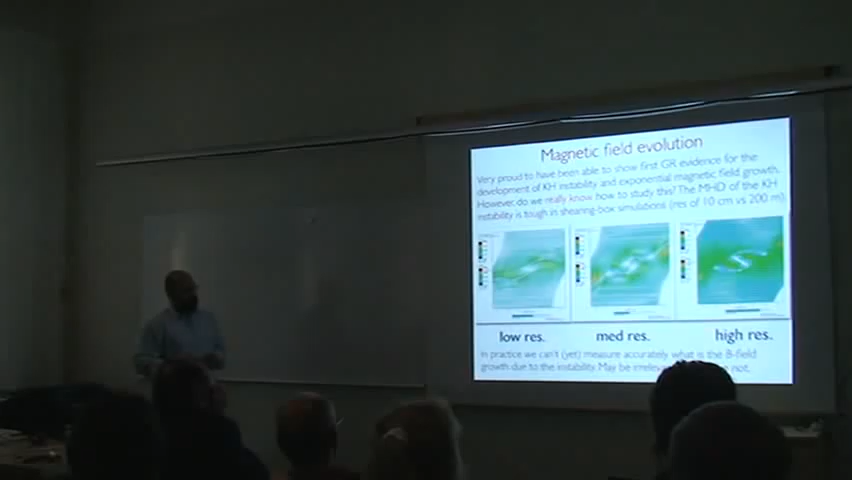 Magnetic field evolution
Very proud to have been able to show first GR evidence for the
development of KH instability and exponential magnetic field growth.
However, do we really know how to study this? The MHD of the KH
instability is tough in shearing-box simulations (res of 10 cm vs 200 m)
low res. med res. high res.
In practice we can't (yet) measure accurately what is the B-field
growth due to the instability. May be not.